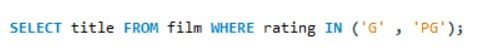 SELECT title FROM film WHERE rating IN ('G' , 'PG');